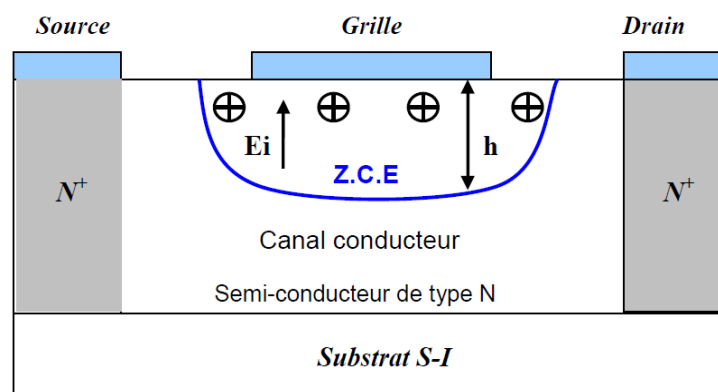 Source Grille Drain
Ei h
Z.C.E
N+ N+
Canal conducteur
Semi-conducteur de type N
Substrat S-I